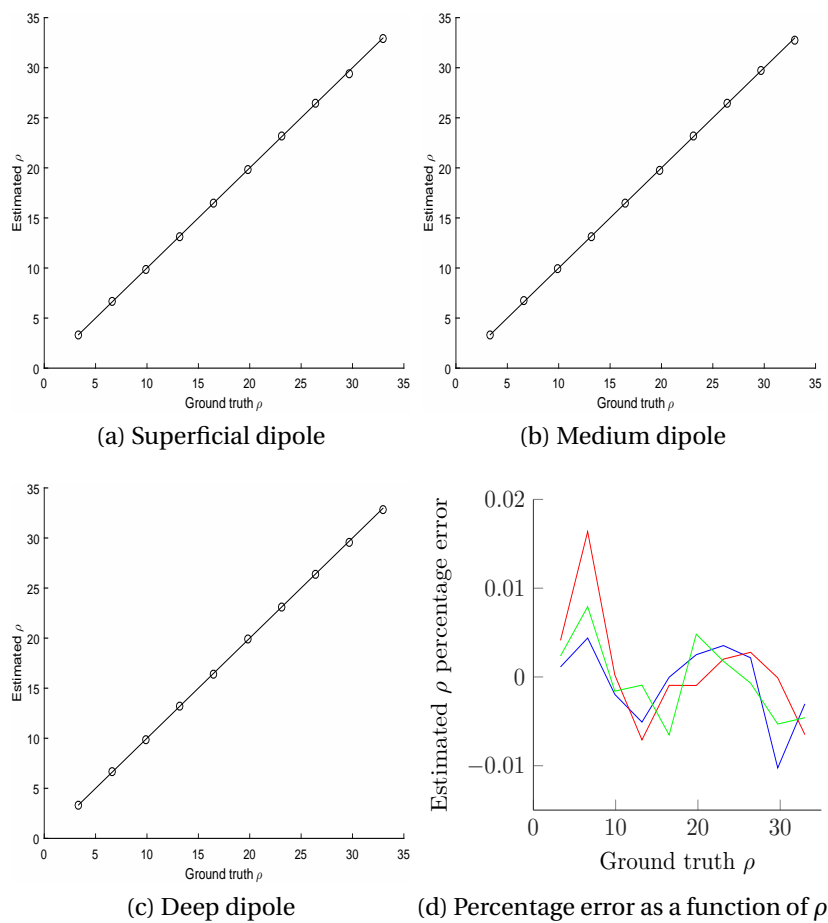 35
30
25
20
15
10
5
0
Estimated ρ
0 5 10 15 20 25 30 35
Ground truth ρ
(a) Superficial dipole
35
30
25
20
15
10
5
0
Estimated ρ
0 5 10 15 20 25 30 35
Ground truth ρ
(b) Medium dipole
35
30
25
20
15
10
5
0
Estimated ρ
0 5 10 15 20 25 30 35
Ground truth ρ
(c) Deep dipole
0.02
0.01
0
−0.01
Estimated ρ percentage error
0 10 20 30
Ground truth ρ
(d) Percentage error as a function of ρ